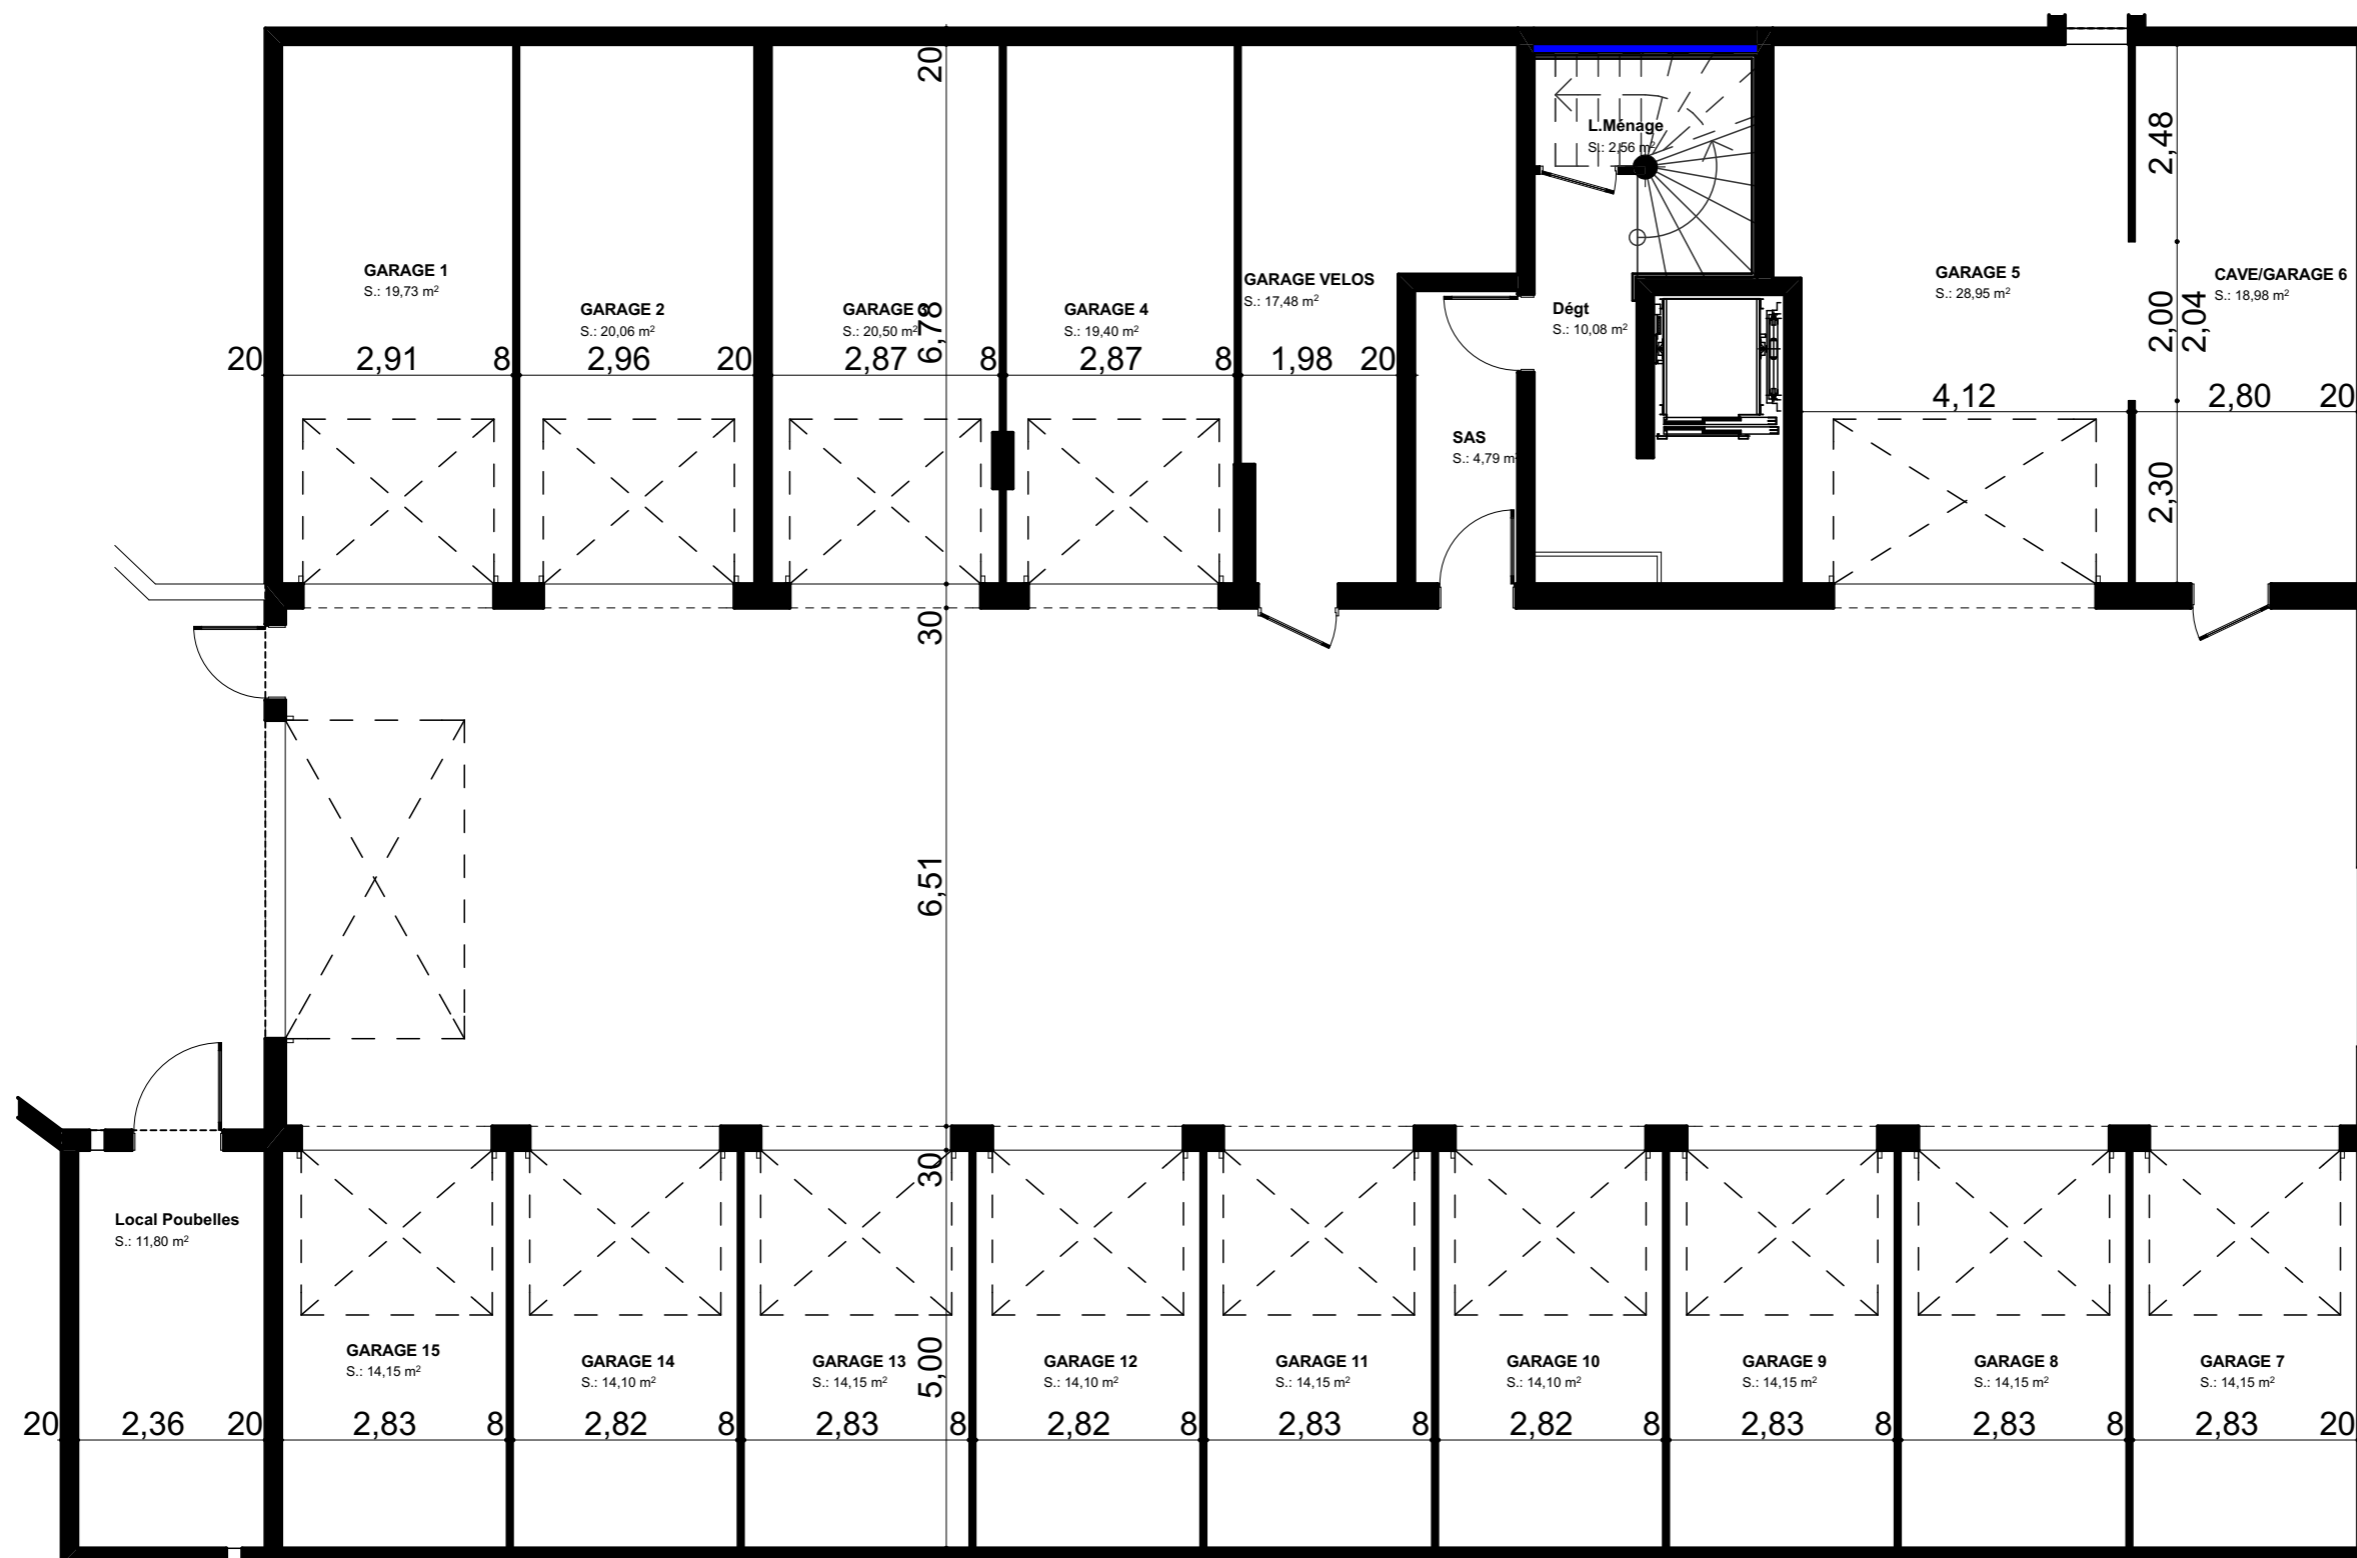 20
2,48
L.Ménage
S.: 2,56 m²
GARAGE 1
S.: 19,73 m²
GARAGE 2
S.: 20,06 m²
GARAGE 3
S.: 20,50 m²
6,78
GARAGE 4
S.: 19,40 m²
GARAGE VELOS
S.: 17,48 m²
Dégt
S.: 10,08 m²
GARAGE 5
S.: 28,95 m²
CAVE/GARAGE 6
S.: 18,98 m²
2,00
2,04
20 2,91 8 2,96 20 2,87 8 2,87 8 1,98 20
4,12 2,80 20
SAS
S.: 4,79 m²
2,30
30
6,51
30
Local Poubelles
S.: 11,80 m²
5,00
GARAGE 15
S.: 14,15 m²
GARAGE 14
S.: 14,10 m²
GARAGE 13
S.: 14,15 m²
GARAGE 12
S.: 14,10 m²
GARAGE 11
S.: 14,15 m²
GARAGE 10
S.: 14,10 m²
GARAGE 9
S.: 14,15 m²
GARAGE 8
S.: 14,15 m²
GARAGE 7
S.: 14,15 m²
20 2,36 20 2,83 8 2,82 8 2,83 8 2,82 8 2,83 8 2,82 8 2,83 8 2,83 8 2,83 20